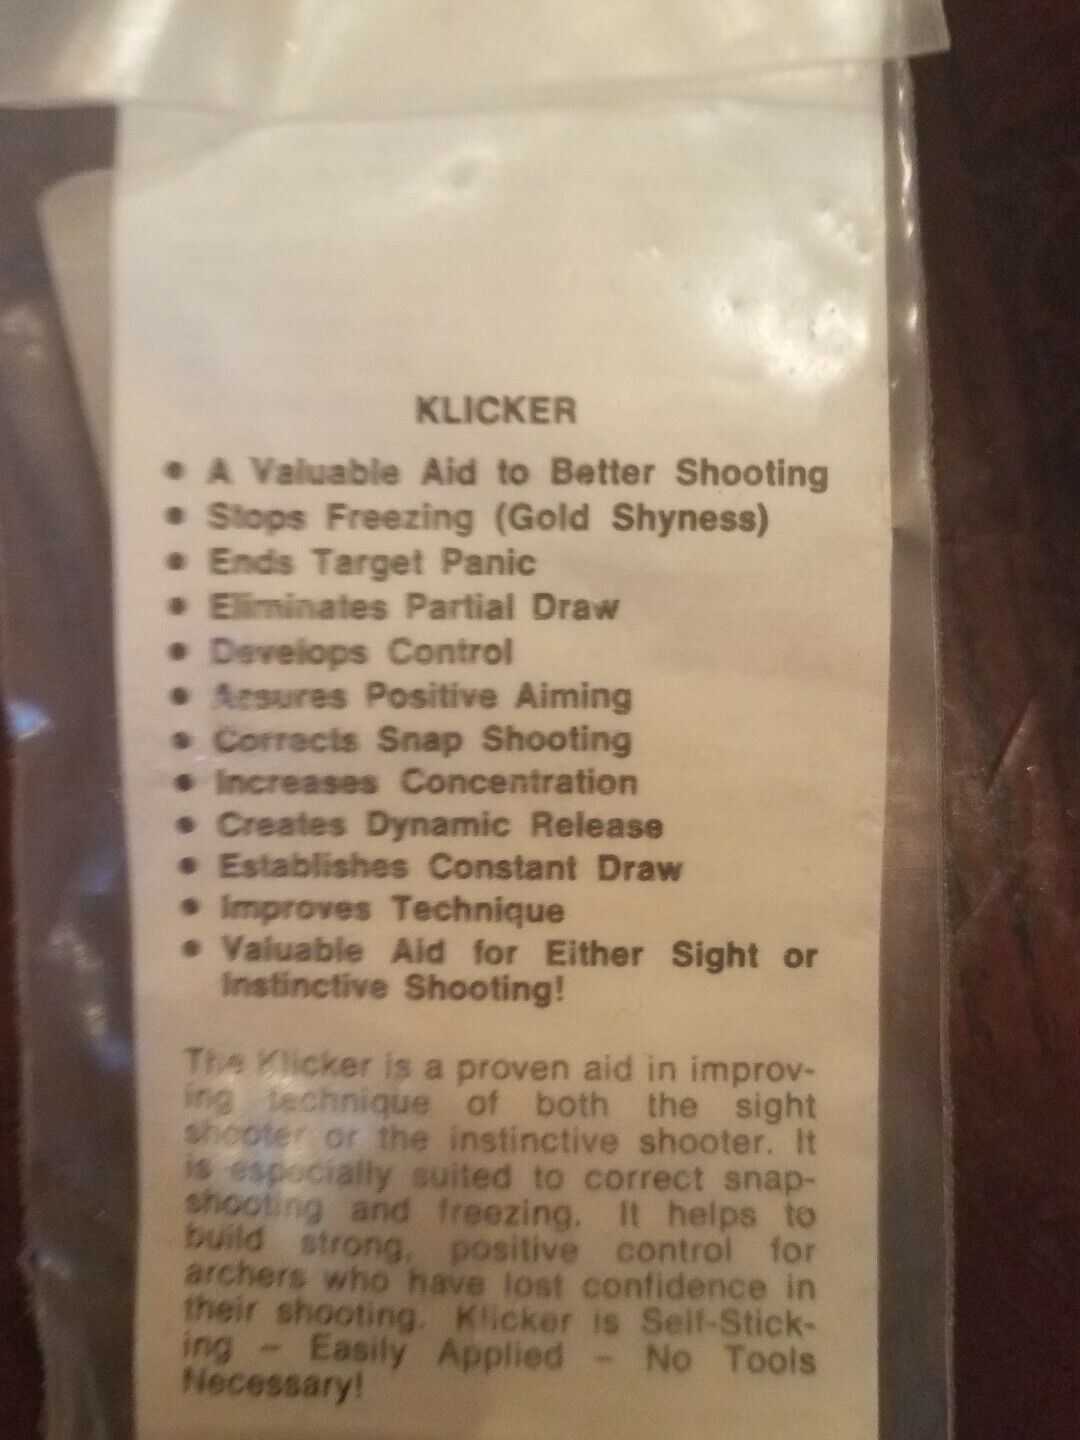 KLICKER
• A Valuable Aid to Better Shooting
• Stops Freezing (Gold Shyness)
• Ends Target Panic
• Eliminates Partial Draw
• Develops Control
• Assures Positive Aiming
• Corrects Snap Shooting
• Increases Concentration
• Creates Dynamic Release
• Establishes Constant Draw
• Improves Technique
• Valuable Aid for Either Sight or
Instinctive Shooting!
The Klicker is a proven aid in improv-
ing technique of both the sight
shooter or the instinctive shooter. It
is especially suited to correct snap-
shooting and freezing. It helps to
build strong, positive control for
archers who have lost confidence in
their shooting. Klicker is Self-Stick-
ing – Easily Applied – No Tools
Necessary!